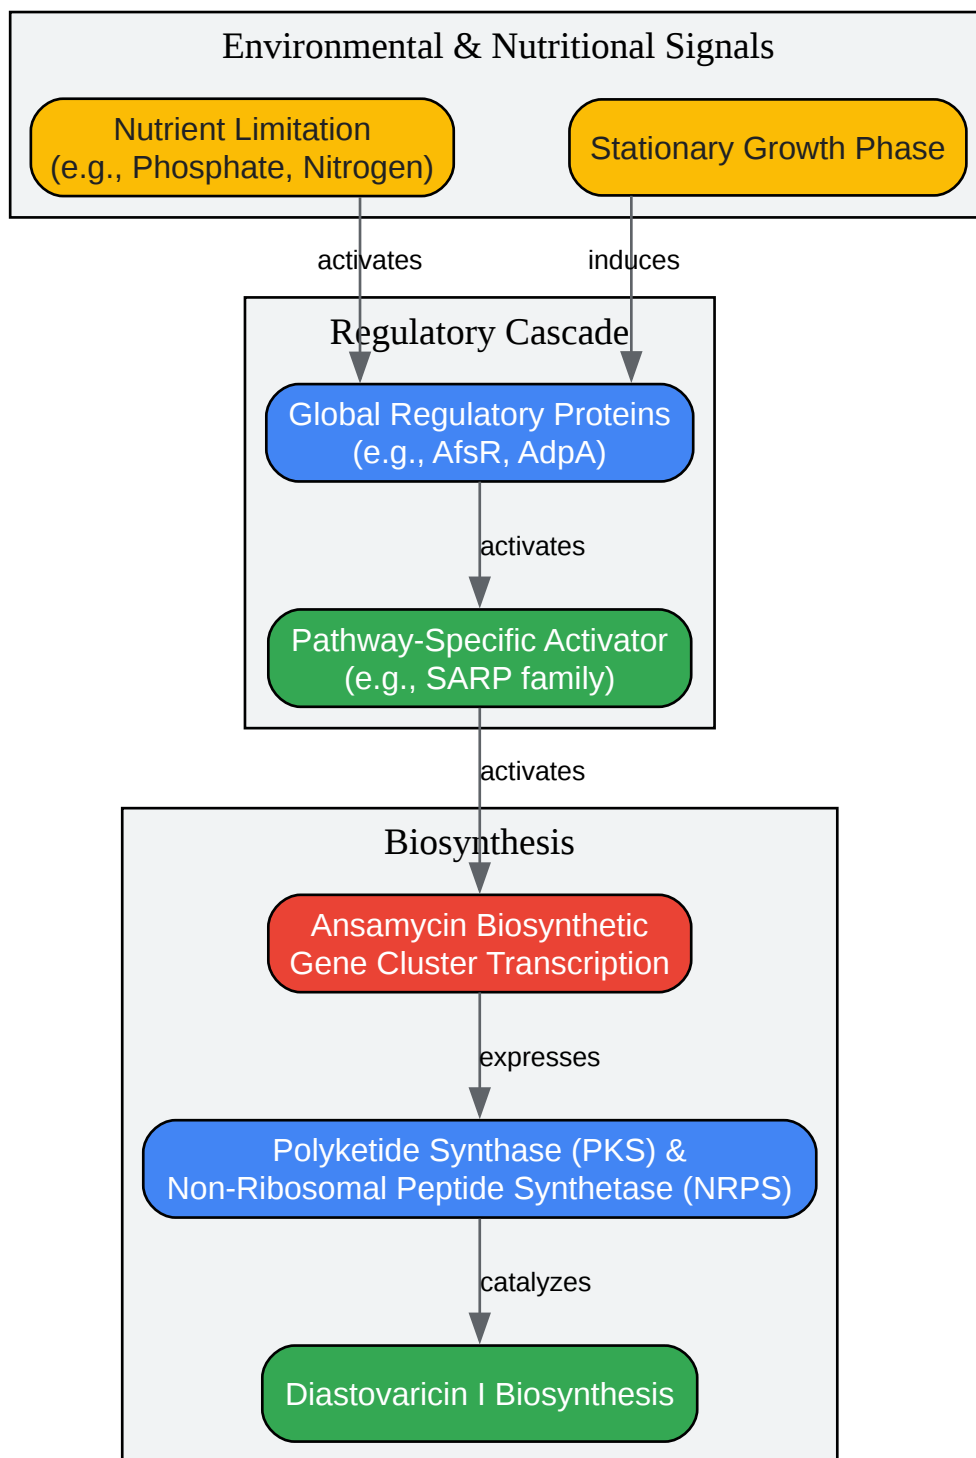 Environmental & Nutritional Signals
Nutrient Limitation
(e.g., Phosphate, Nitrogen)
Stationary Growth Phase
activates
induces
Regulatory Cascade
Global Regulatory Proteins
(e.g., AfsR, AdpA)
activates
Pathway-Specific Activator
(e.g., SARP family)
activates
Biosynthesis
Ansamycin Biosynthetic
Gene Cluster Transcription
expresses
Polyketide Synthase (PKS) &
Non-Ribosomal Peptide Synthetase (NRPS)
catalyzes
Diastovaricin I Biosynthesis